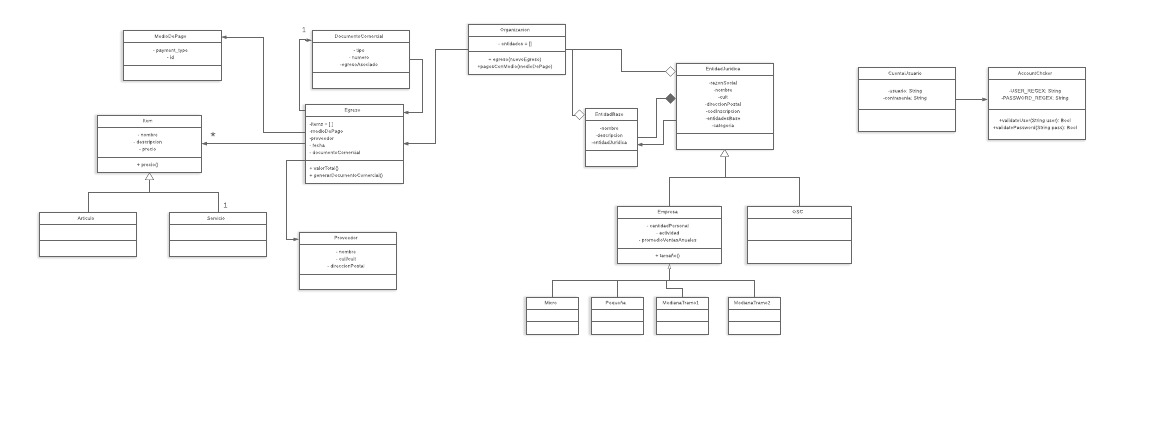 MedioDePago
- payment_type
- id
1
DocumentoComercial
- tipo
- numero
-egresoAsociado
Organizacion
- entidades = []
+ egreso(nuevoEgreso)
+pagosConMedio(medioDePago)
EntidadJuridica
-razonSocial
-nombre
- cuit
-direccionPostal
- codInscripcion
-entidadesBase
-categoria
CuentaUsuario
-usuario: String
-contrasenia: String
AccountChcker
-USER_REGEX: String
-PASSWORD_REGEX: String
+validateUser(String user): Bool
+validatePassword(String pass): Bool
Item
- nombre
- descripcion
- precio
+ precio()
*
Egreso
-items = [ ]
-medioDePago
-proveedor
- fecha
- documentoComercial
+ valorTotal()
+ generarDocumentoComercial()
EntidadBase
-nombre
-descripcion
-entidadJuridica
Articulo
1
Servicio
Proveedor
- nombre
- cuil/cuit
- direccionPostal
Empresa
- cantidadPersonal
- actividad
- promedioVentasAnuales
+ tamaño()
OSC
Micro
Pequeña
MedianaTramo1
MedianaTramo2